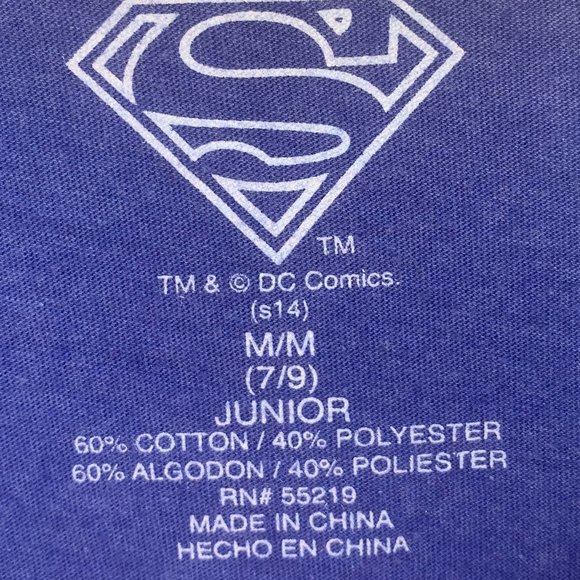 TM
TM & © DC Comics.
(s14)
M/M
(7/9)
JUNIOR
60% COTTON / 40% POLYESTER
60% ALGODON / 40% POLIESTER
RN# 55219
MADE IN CHINA
HECHO EN CHINA